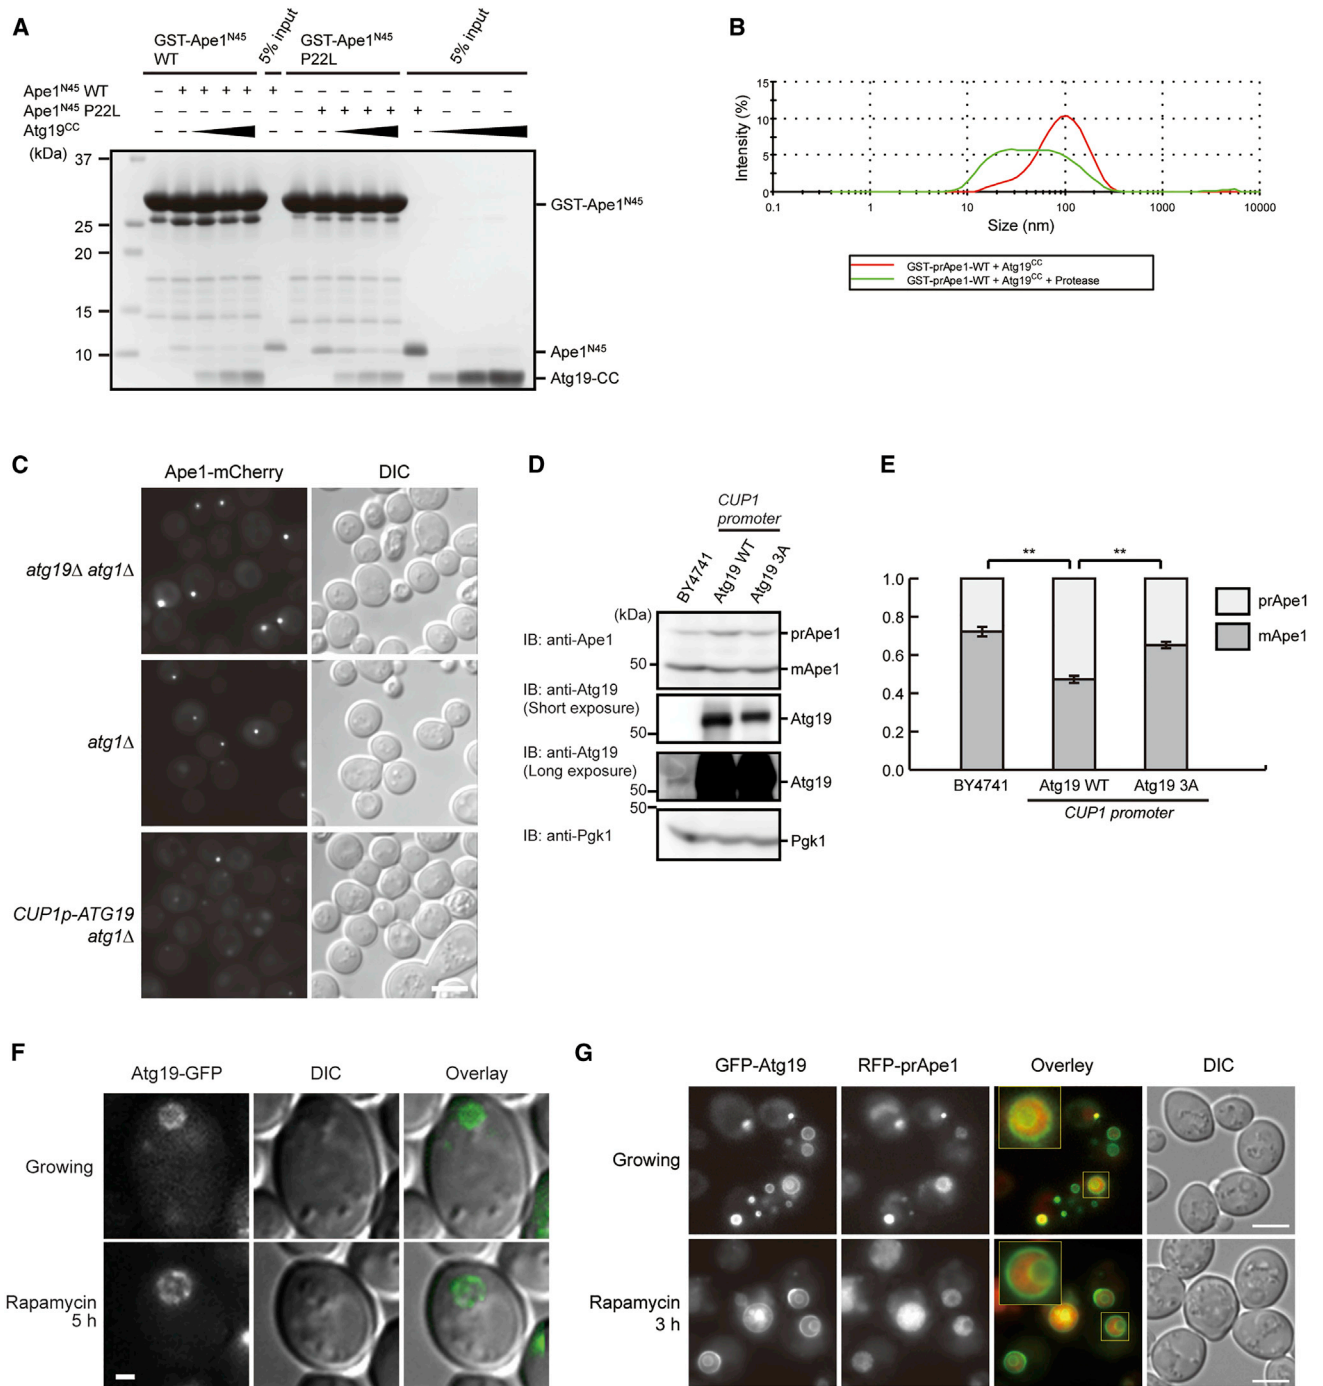 A
GST-Ape1N45
WT
5% input
GST-Ape1N45
P22L
5% input
Ape1N45 WT – + + + + + – – – – – – – – –
Ape1N45 P22L – – – – – – – + + + + + – – –
Atg19CC – – – – – –
(kDa)
37
25
20
15
10
GST-Ape1N45
Ape1N45
Atg19-CC
B
Intensity (%)
15
10
5
0
0.1 1 10 100 1000 10000
Size (nm)
GST-prApe1-WT + Atg19CC
GST-prApe1-WT + Atg19CC + Protease
C
Ape1-mCherry DIC
atg19Δ atg1Δ
atg1Δ
CUP1p-ATG19
atg1Δ
D
CUP1
promoter
BY4741
Atg19 WT
Atg19 3A
(kDa)
IB: anti-Ape1
prApe1
50
mApe1
IB: anti-Atg19
(Short exposure)
Atg19
50
IB: anti-Atg19
(Long exposure)
Atg19
50
50
IB: anti-Pgk1
Pgk1
E
** **
1.0
0.8
0.6
0.4
0.2
0.0
prApe1
mApe1
BY4741 Atg19 WT Atg19 3A
CUP1 promoter
F
Atg19-GFP DIC Overlay
Growing
Rapamycin
5 h
G
GFP-Atg19 RFP-prApe1 Overley DIC
Growing
Rapamycin
3 h